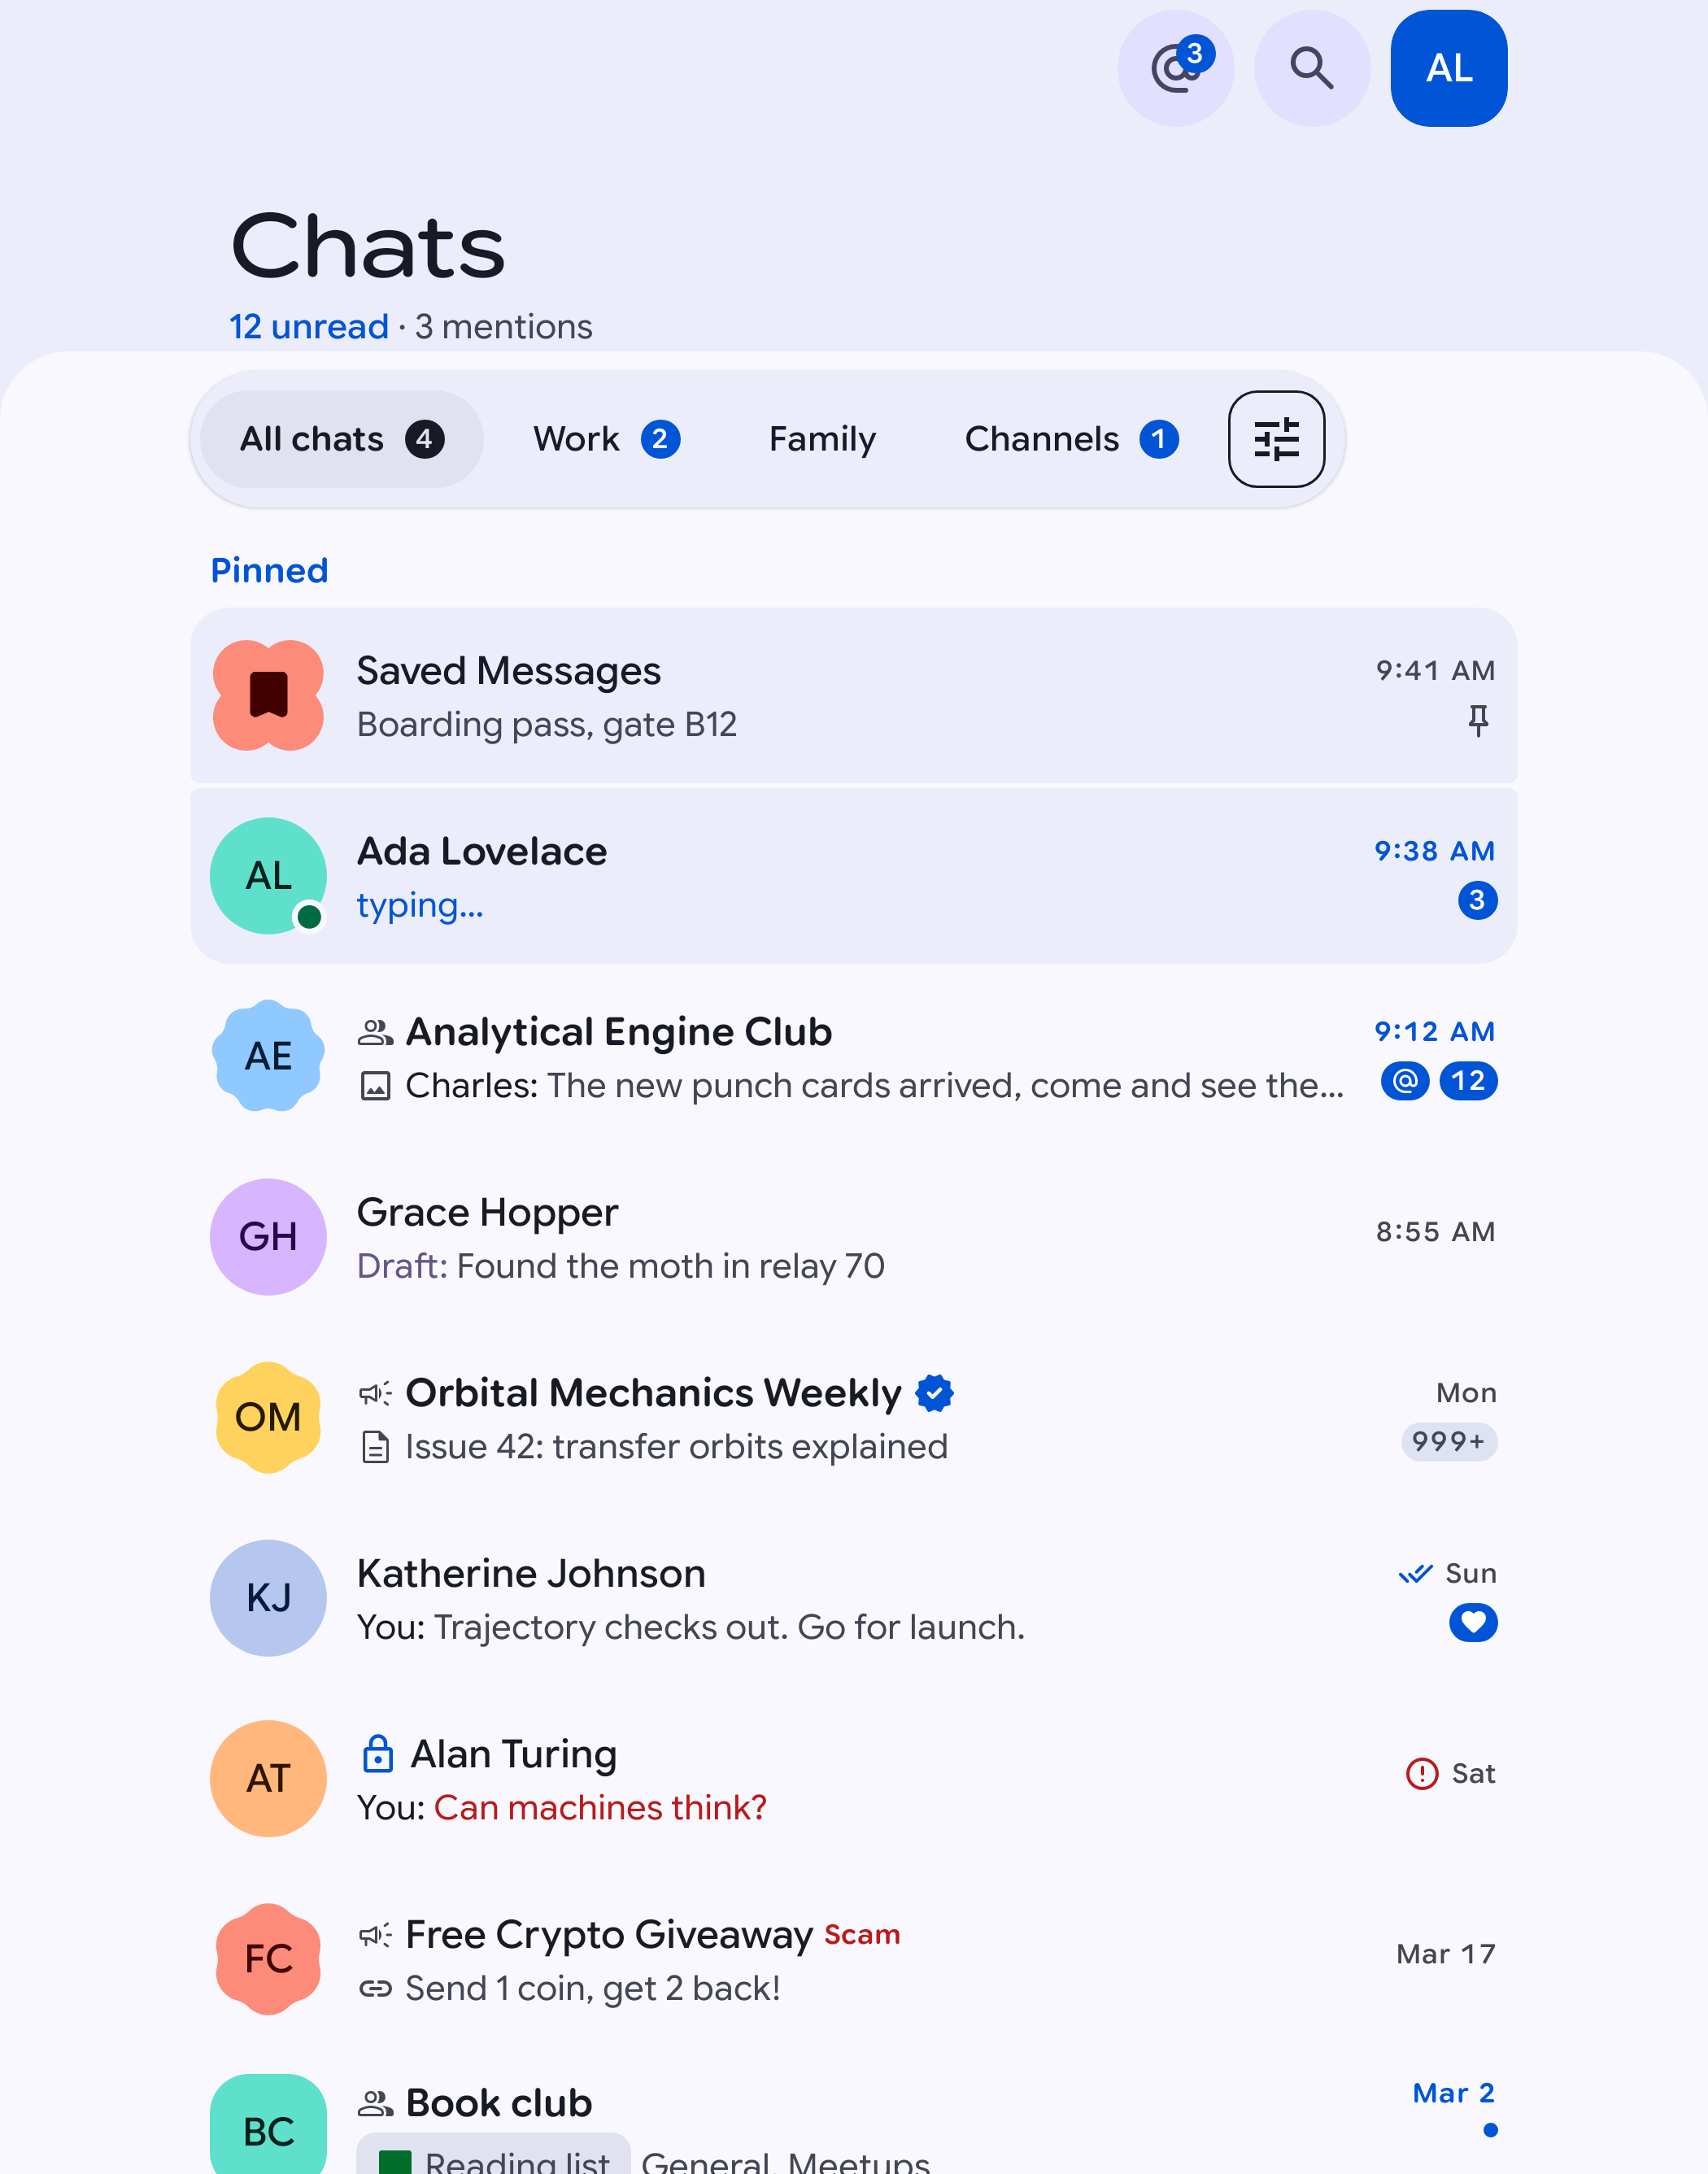 3
AL
Chats
12 unread · 3 mentions
All chats 4 Work 2 Family Channels 1
Pinned
Saved Messages 9:41 AM
Boarding pass, gate B12
AL
Ada Lovelace 9:38 AM
typing... 3
AE
Analytical Engine Club 9:12 AM
Charles: The new punch cards arrived, come and see the... @ 12
GH
Grace Hopper 8:55 AM
Draft: Found the moth in relay 70
OM
Orbital Mechanics Weekly Mon
Issue 42: transfer orbits explained 999+
KJ
Katherine Johnson Sun
You: Trajectory checks out. Go for launch.
AT
Alan Turing Sat
You: Can machines think?
FC
Free Crypto Giveaway Scam Mar 17
Send 1 coin, get 2 back!
BC
Book club Mar 2
Reading list General, Meetups